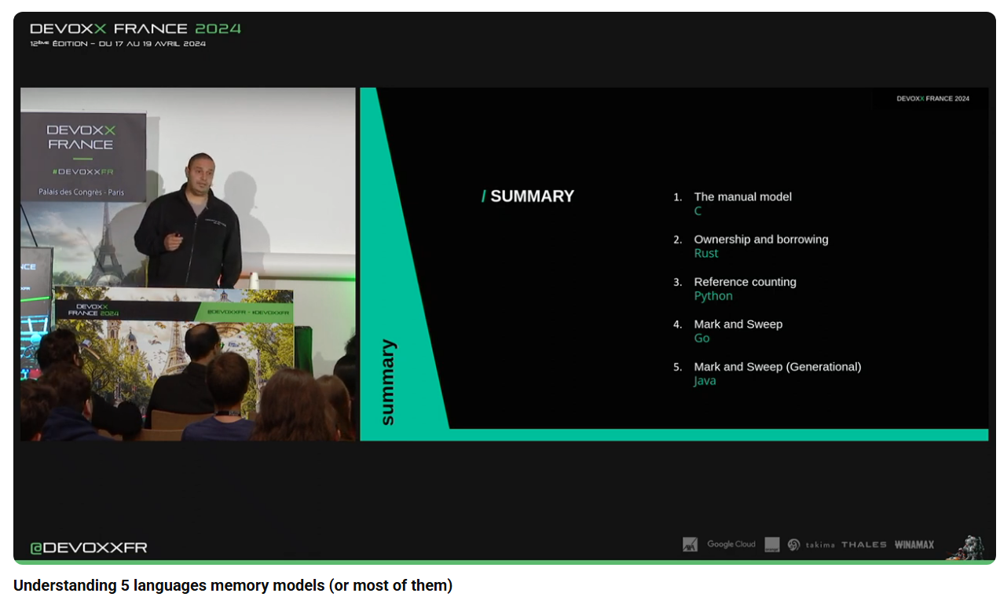 DEVOXX FRANCE 2024
12ème ÉDITION - DU 17 AU 19 AVRIL 2024
DEVOXX
FRANCE
#DEVOXXFR
Palais des Congrès - Paris
NCE
DEVOXX
FRANCE 2024
@DEVOXXFR - #DEVOXXFR
DEVOXX FRANCE 2024
/ SUMMARY
1. The manual model
C
2. Ownership and borrowing
Rust
3. Reference counting
Python
4. Mark and Sweep
Go
5. Mark and Sweep (Generational)
Java
summary
@DEVOXXFR
Google Cloud
takima
THALES
WINAMAX
Understanding 5 languages memory models (or most of them)